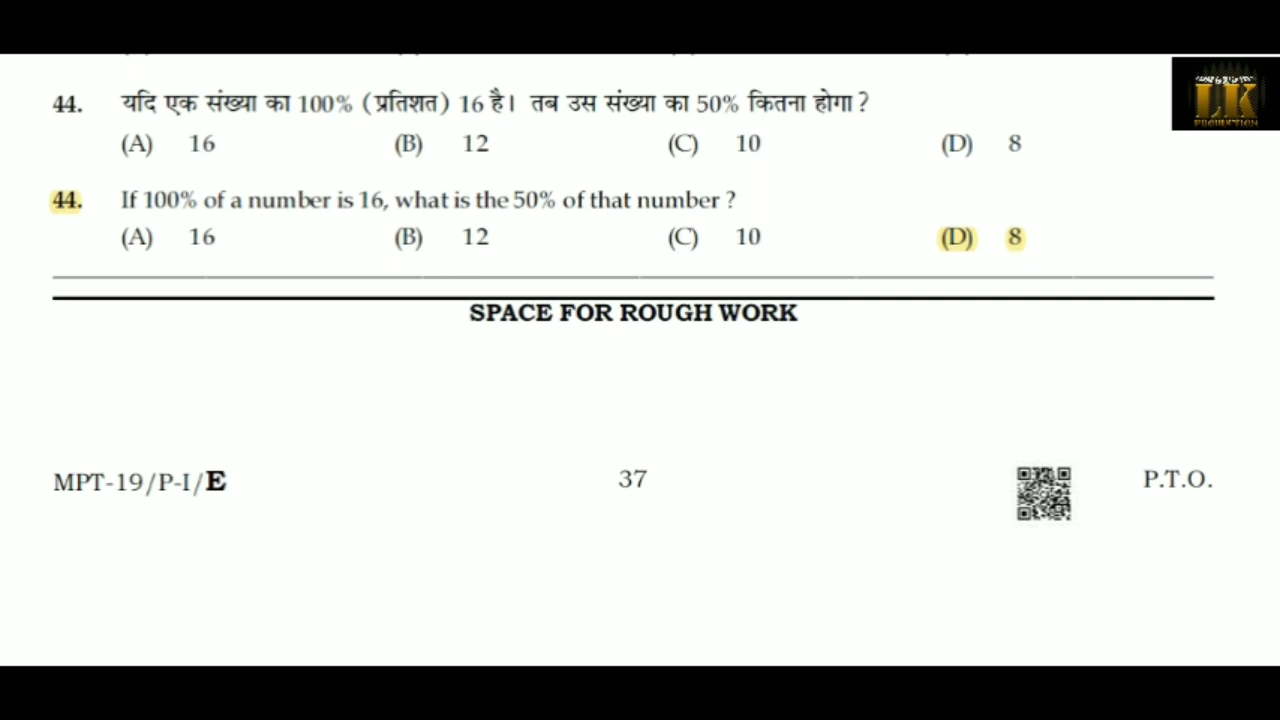 44. यदि एक संख्या का 100% (प्रतिशत) 16 है। तब उस संख्या का 50% कितना होगा ?
(A) 16 (B) 12 (C) 10 (D) 8
44. If 100% of a number is 16, what is the 50% of that number ?
(A) 16 (B) 12 (C) 10 (D) 8
SPACE FOR ROUGH WORK
MPT-19/P-I/E 37 P.T.O.
LK
PRODUCTION